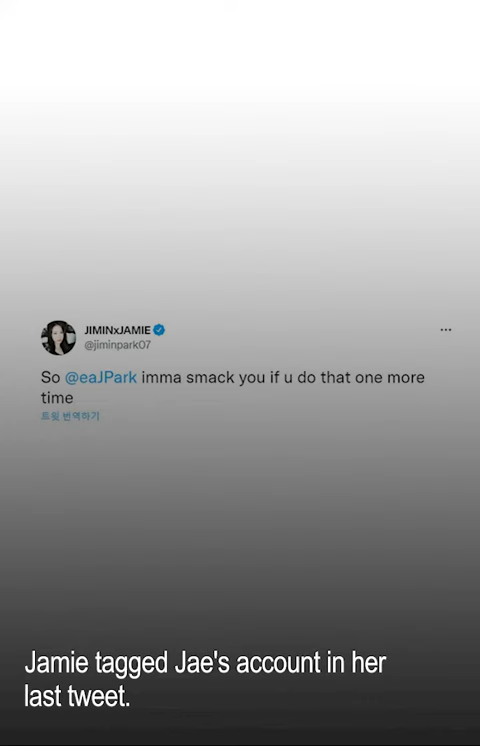 JIMINxJAMIE
@jiminpark07
So @eaJPark imma smack you if u do that one more
time
트윗 번역하기
Jamie tagged Jae's account in her
last tweet.